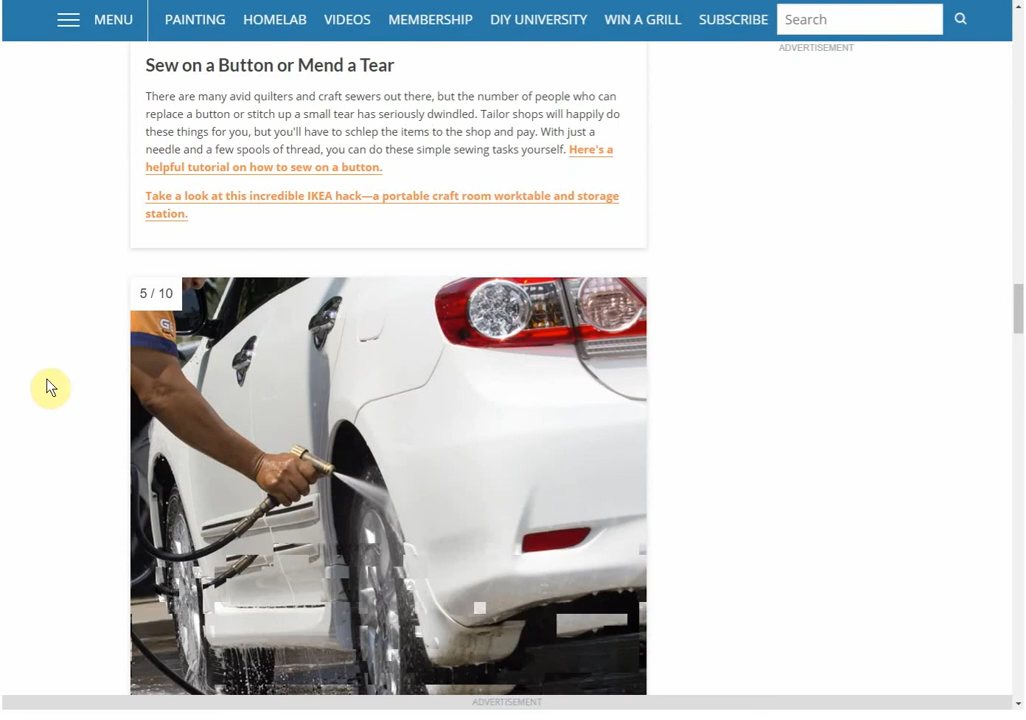 MENU PAINTING HOMELAB VIDEOS MEMBERSHIP DIY UNIVERSITY WIN A GRILL SUBSCRIBE Search
ADVERTISEMENT
Sew on a Button or Mend a Tear
There are many avid quilters and craft sewers out there, but the number of people who can
replace a button or stitch up a small tear has seriously dwindled. Tailor shops will happily do
these things for you, but you'll have to schlep the items to the shop and pay. With just a
needle and a few spools of thread, you can do these simple sewing tasks yourself. Here's a
helpful tutorial on how to sew on a button.
Take a look at this incredible IKEA hack—a portable craft room worktable and storage
station.
5 / 10
ADVERTISEMENT